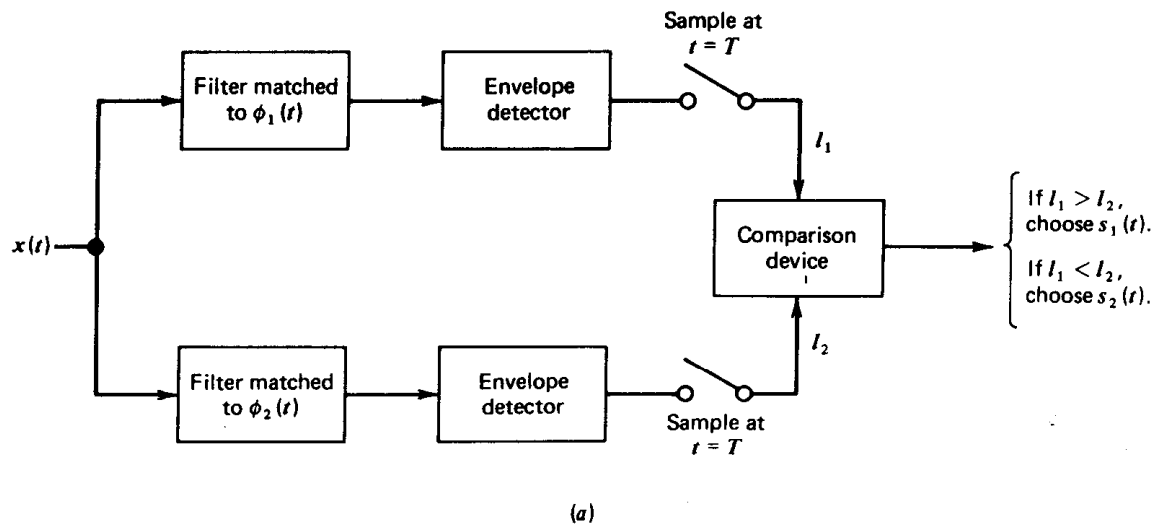 Sample at
t = T
Filter matched
to ϕ₁(t)
Envelope
detector
l₁
x(t)
Comparison
device
If l₁ > l₂,
choose s₁(t).
If l₁ < l₂,
choose s₂(t).
l₂
Filter matched
to ϕ₂(t)
Envelope
detector
Sample at
t = T
(a)